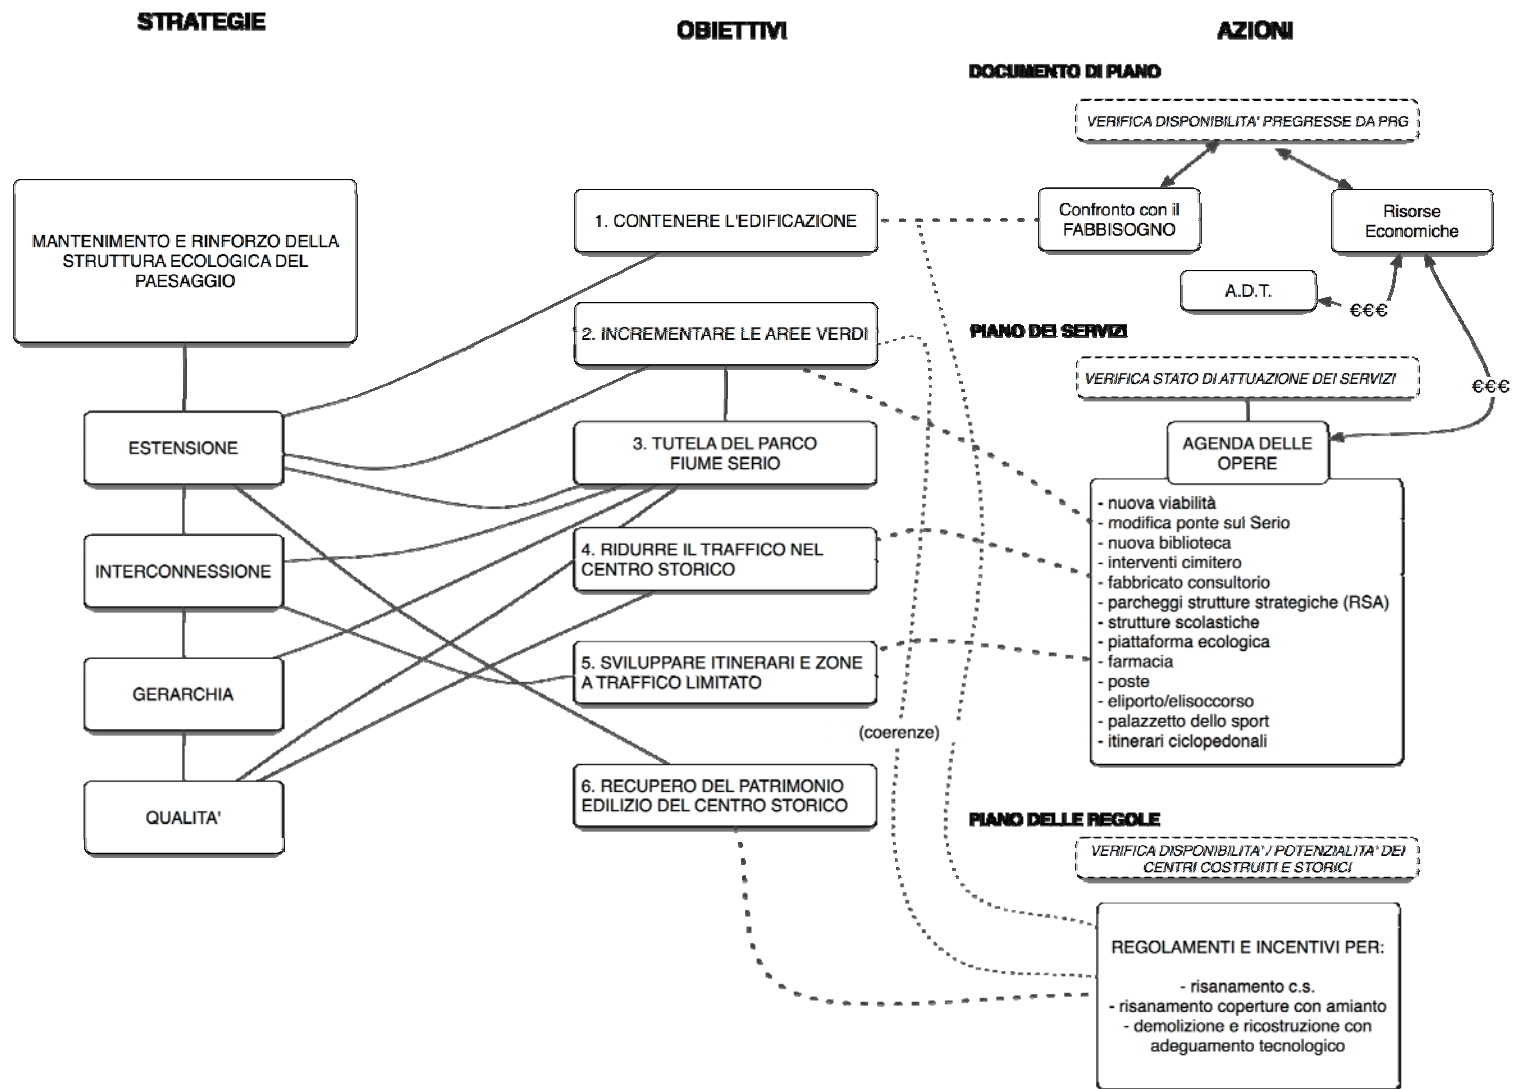 STRATEGIE
OBIETTIVI
AZIONI
DOCUMENTO DI PIANO
VERIFICA DISPONIBILITA' PREGRESSE DA PRG
MANTENIMENTO E RINFORZO DELLA
STRUTTURA ECOLOGICA DEL
PAESAGGIO
1. CONTENERE L'EDIFICAZIONE
Confronto con il
FABBISOGNO
Risorse
Economiche
A.D.T.
€€€
2. INCREMENTARE LE AREE VERDI
PIANO DEI SERVIZI
VERIFICA STATO DI ATTUAZIONE DEI SERVIZI
€€€
ESTENSIONE
3. TUTELA DEL PARCO
FIUME SERIO
AGENDA DELLE
OPERE
- nuova viabilità
- modifica ponte sul Serio
- nuova biblioteca
- interventi cimitero
- fabbricato consultorio
- parcheggi strutture strategiche (RSA)
- strutture scolastiche
- piattaforma ecologica
- farmacia
- poste
- eliporto/elisoccorso
- palazzetto dello sport
- itinerari ciclopedonali
INTERCONNESSIONE
4. RIDURRE IL TRAFFICO NEL
CENTRO STORICO
GERARCHIA
5. SVILUPPARE ITINERARI E ZONE
A TRAFFICO LIMITATO
(coerenze)
QUALITA'
6. RECUPERO DEL PATRIMONIO
EDILIZIO DEL CENTRO STORICO
PIANO DELLE REGOLE
VERIFICA DISPONIBILITA' / POTENZIALITA' DEI
CENTRI COSTRUITI E STORICI
REGOLAMENTI E INCENTIVI PER:
- risanamento c.s.
- risanamento coperture con amianto
- demolizione e ricostruzione con
adeguamento tecnologico